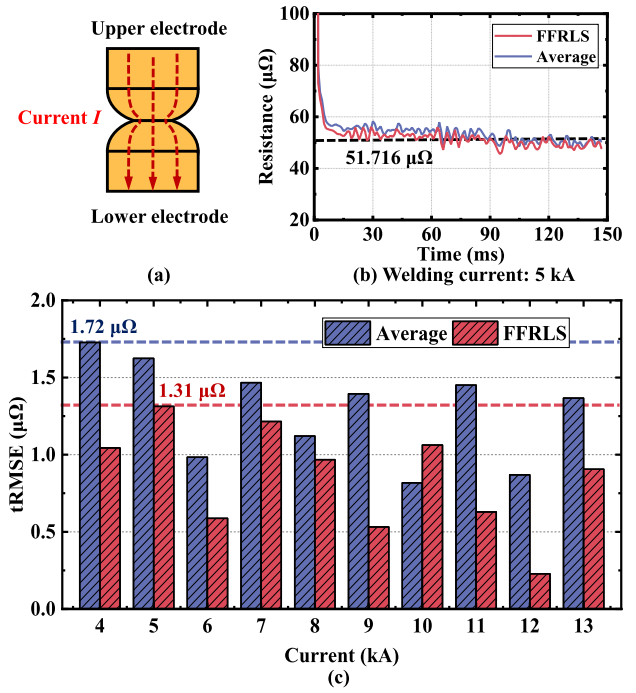 (a)
Upper electrode
Current I
Lower electrode
(a)
(b)
100
80
60
40
20
Resistance (μΩ)
FFRLS
Average
51.716 μΩ
0
30
60
90
120
150
Time (ms)
(b) Welding current: 5 kA
2.0
1.5
1.0
0.5
0.0
tRMSE (μΩ)
1.72 μΩ
1.31 μΩ
Average
FFRLS
4
5
6
7
8
9
10
11
12
13
Current (kA)
(c)